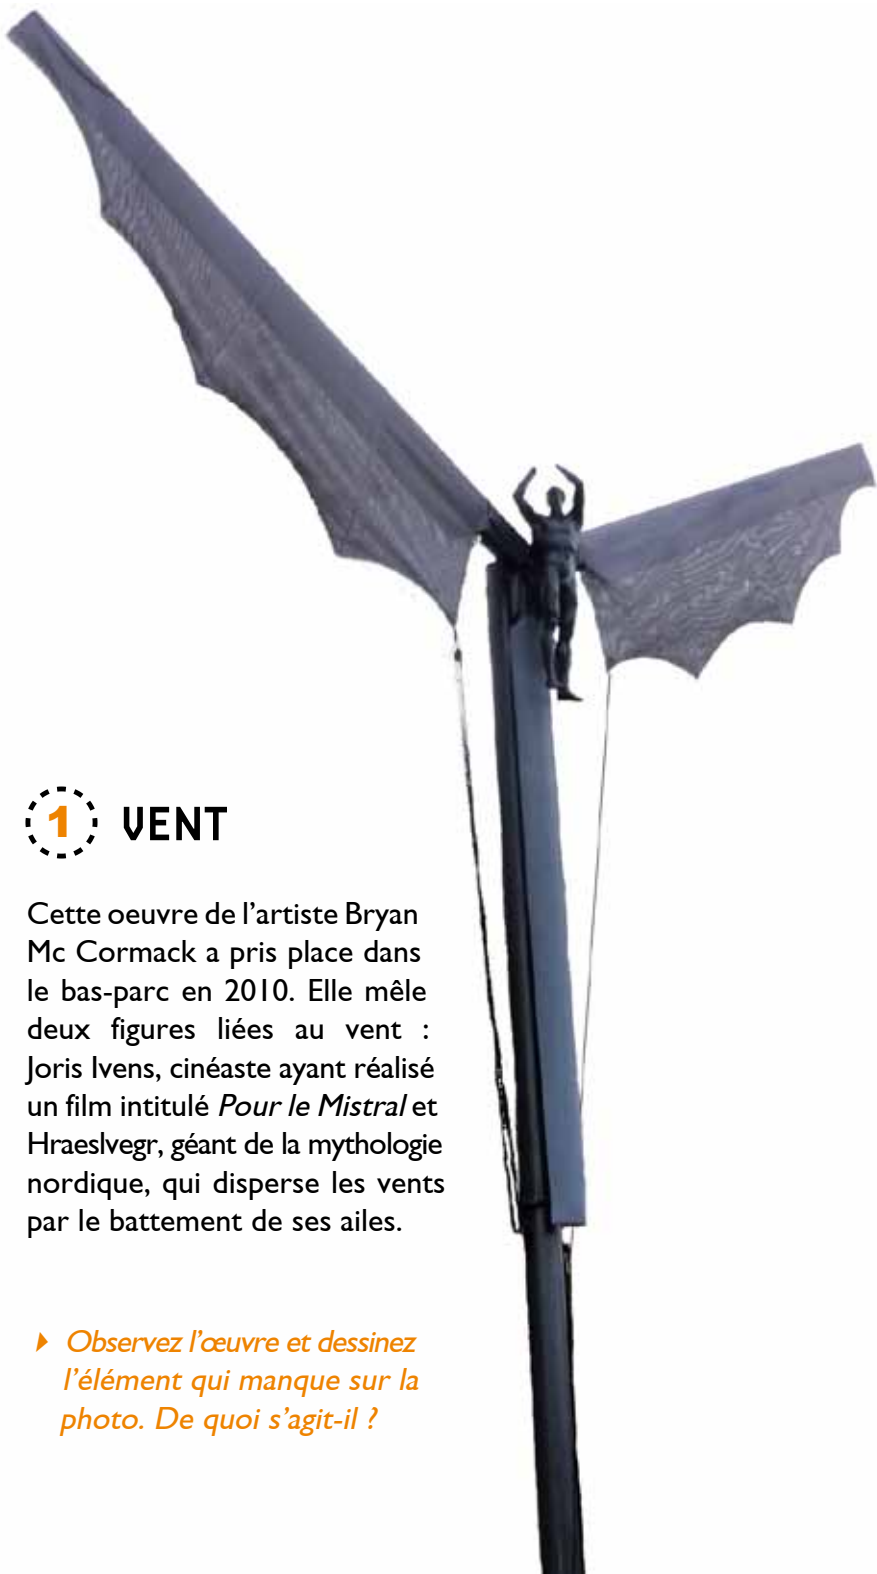 1 VENT
Cette oeuvre de l’artiste Bryan
Mc Cormack a pris place dans
le bas-parc en 2010. Elle mêle
deux figures liées au vent :
Joris Ivens, cinéaste ayant réalisé
un film intitulé Pour le Mistral et
Hraeslvegr, géant de la mythologie
nordique, qui disperse les vents
par le battement de ses ailes.
Observez l’œuvre et dessinez
l’élément qui manque sur la
photo. De quoi s’agit-il ?